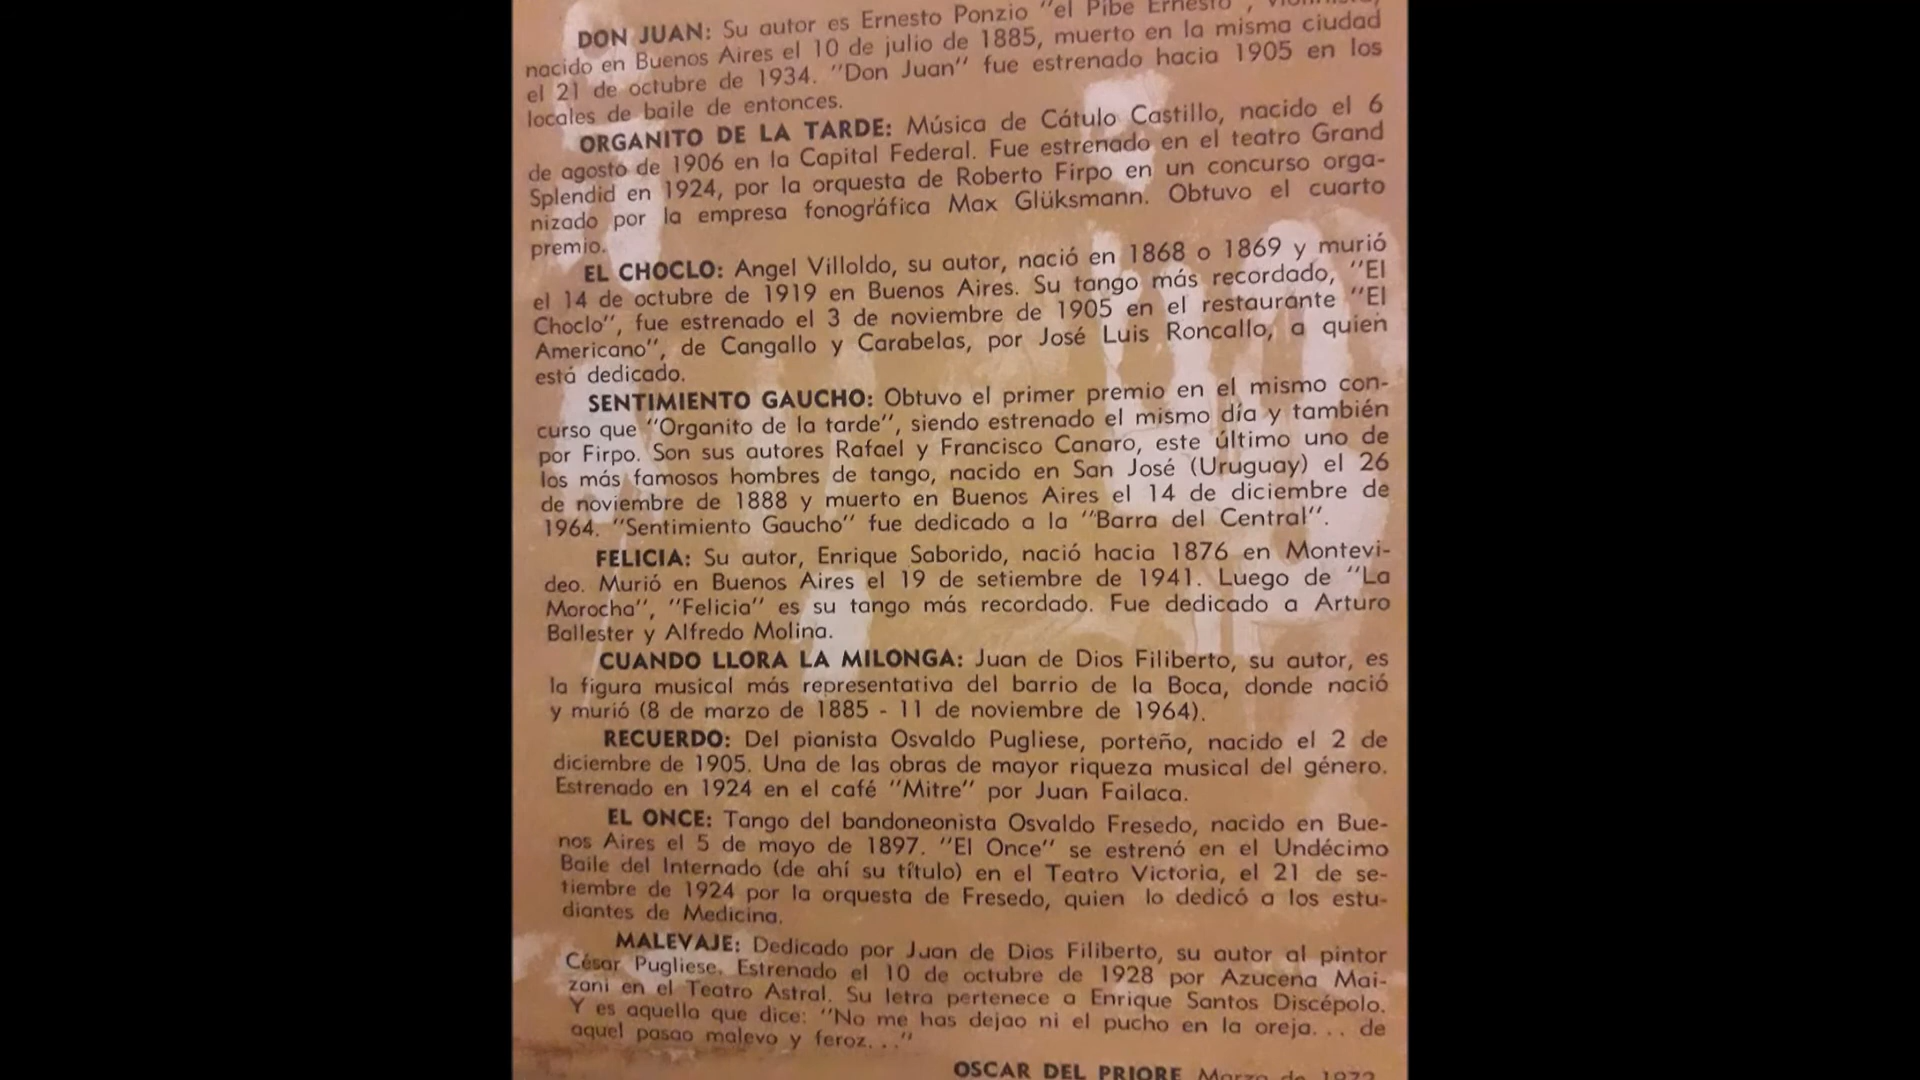 DON JUAN: Su autor es Ernesto Ponzio "el Pibe Ernesto",
nacido en Buenos Aires el 10 de julio de 1885, muerto en la misma ciudad
el 21 de octubre de 1934. "Don Juan" fue estrenado hacia 1905 en los
locales de baile de entonces.
ORGANITO DE LA TARDE: Música de Cátulo Castillo, nacido el 6
de agosto de 1906 en la Capital Federal. Fue estrenado en el teatro Grand
Splendid en 1924, por la orquesta de Roberto Firpo en un concurso orga-
nizado por la empresa fonográfica Max Glüksmann. Obtuvo el cuarto
premio.
EL CHOCLO: Angel Villoldo, su autor, nació en 1868 o 1869 y murió
el 14 de octubre de 1919 en Buenos Aires. Su tango más recordado, "El
Choclo", fue estrenado el 3 de noviembre de 1905 en el restaurante "El
Americano", de Cangallo y Carabelas, por José Luis Roncallo, a quien
está dedicado.
SENTIMIENTO GAUCHO: Obtuvo el primer premio en el mismo con-
curso que "Organito de la tarde", siendo estrenado el mismo día y también
por Firpo. Son sus autores Rafael y Francisco Canaro, este último uno de
los más famosos hombres de tango, nacido en San José (Uruguay) el 26
de noviembre de 1888 y muerto en Buenos Aires el 14 de diciembre de
1964. "Sentimiento Gaucho" fue dedicado a la "Barra del Central".
FELICIA: Su autor, Enrique Saborido, nació hacia 1876 en Montevi-
deo. Murió en Buenos Aires el 19 de setiembre de 1941. Luego de "La
Morocha", "Felicia" es su tango más recordado. Fue dedicado a Arturo
Ballester y Alfredo Molina.
CUANDO LLORA LA MILONGA: Juan de Dios Filiberto, su autor, es
la figura musical más representativa del barrio de la Boca, donde nació
y murió (8 de marzo de 1885 - 11 de noviembre de 1964).
RECUERDO: Del pianista Osvaldo Pugliese, porteño, nacido el 2 de
diciembre de 1905. Una de las obras de mayor riqueza musical del género.
Estrenado en 1924 en el café "Mitre" por Juan Failaca.
EL ONCE: Tango del bandoneonista Osvaldo Fresedo, nacido en Bue-
nos Aires el 5 de mayo de 1897. "El Once" se estrenó en el Undécimo
Baile del Internado (de ahí su título) en el Teatro Victoria, el 21 de se-
tiembre de 1924 por la orquesta de Fresedo, quien lo dedicó a los estu-
diantes de Medicina.
MALEVAJE: Dedicado por Juan de Dios Filiberto, su autor al pintor
César Pugliese. Estrenado el 10 de octubre de 1928 por Azucena Mai-
zani en el Teatro Astral. Su letra pertenece a Enrique Santos Discépolo.
Y es aquella que dice: "No me has dejao ni el pucho en la oreja... de
aquel pasao malevo y feroz..."
OSCAR DEL PRIORE Marzo de 1972